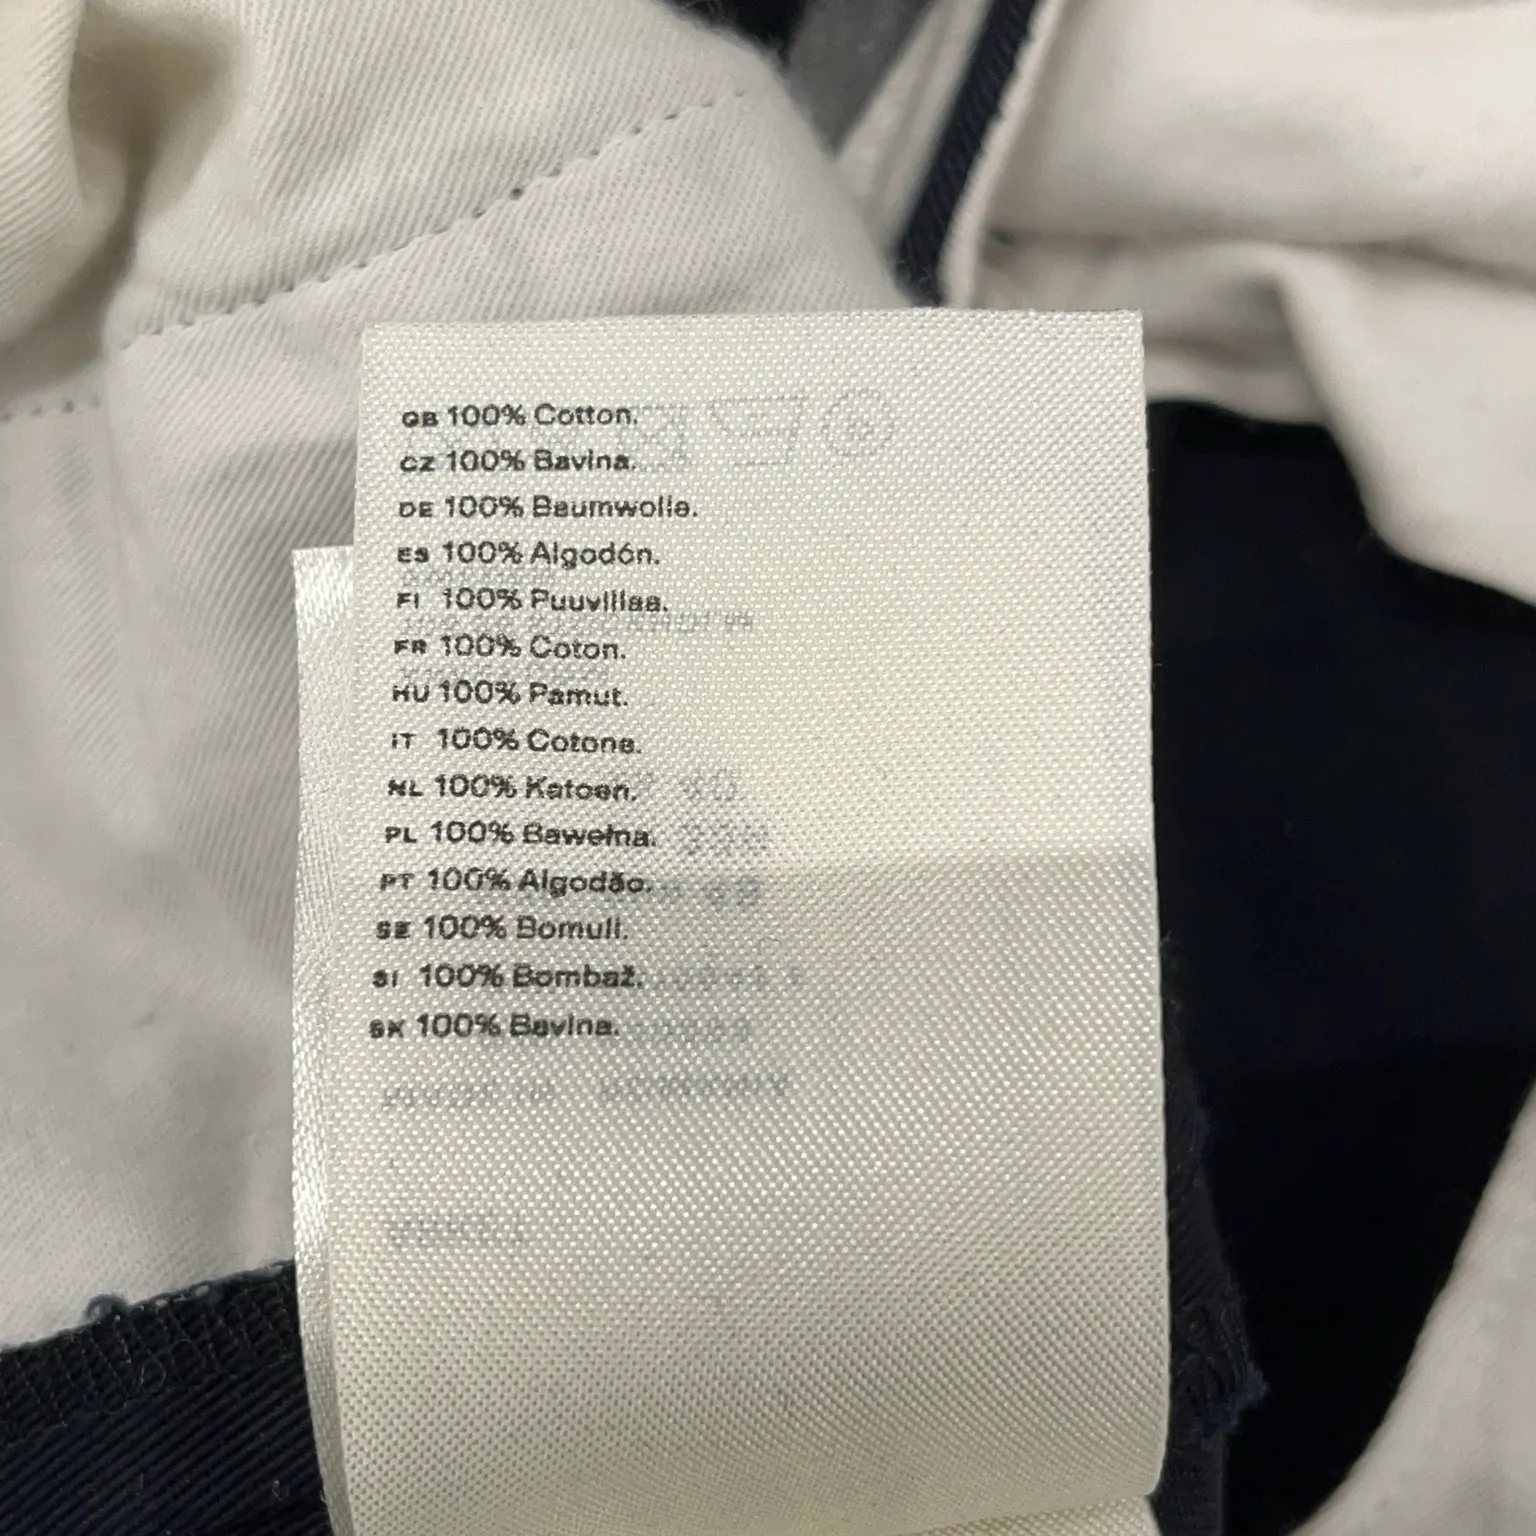 GB 100% Cotton.
CZ 100% Bavlna.
DE 100% Baumwolle.
ES 100% Algodón.
FI 100% Puuvillaa.
FR 100% Coton.
HU 100% Pamut.
IT 100% Cotone.
NL 100% Katoen.
PL 100% Bawełna.
PT 100% Algodão.
SE 100% Bomull.
SI 100% Bombaž.
SK 100% Bavlna.